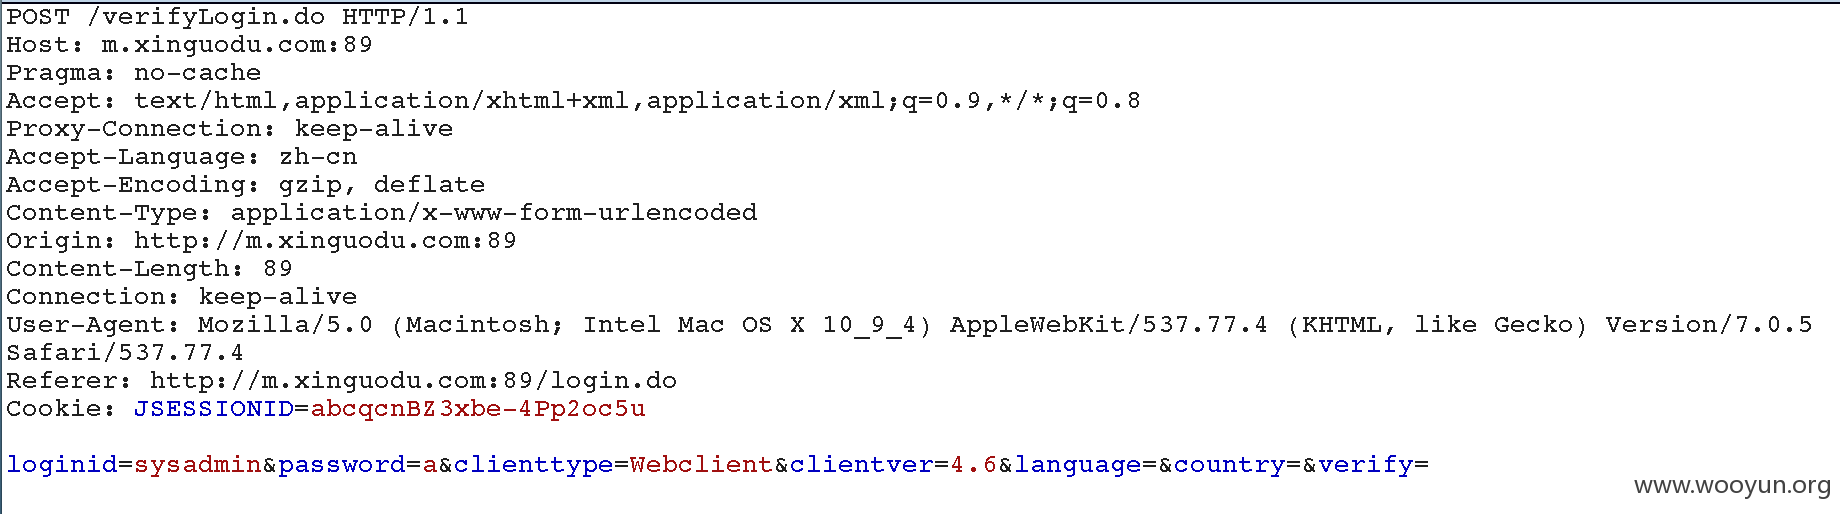 POST /verifyLogin.do HTTP/1.1
Host: m.xinguodu.com:89
Pragma: no-cache
Accept: text/html,application/xhtml+xml,application/xml;q=0.9,*/*;q=0.8
Proxy-Connection: keep-alive
Accept-Language: zh-cn
Accept-Encoding: gzip, deflate
Content-Type: application/x-www-form-urlencoded
Origin: http://m.xinguodu.com:89
Content-Length: 89
Connection: keep-alive
User-Agent: Mozilla/5.0 (Macintosh; Intel Mac OS X 10_9_4) AppleWebKit/537.77.4 (KHTML, like Gecko) Version/7.0.5
Safari/537.77.4
Referer: http://m.xinguodu.com:89/login.do
Cookie: JSESSIONID=abcqcnBZ3xbe-4Pp2oc5u
loginid=sysadmin&password=a&clienttype=Webclient&clientver=4.6&language=&country=&verify=
www.wooyun.org